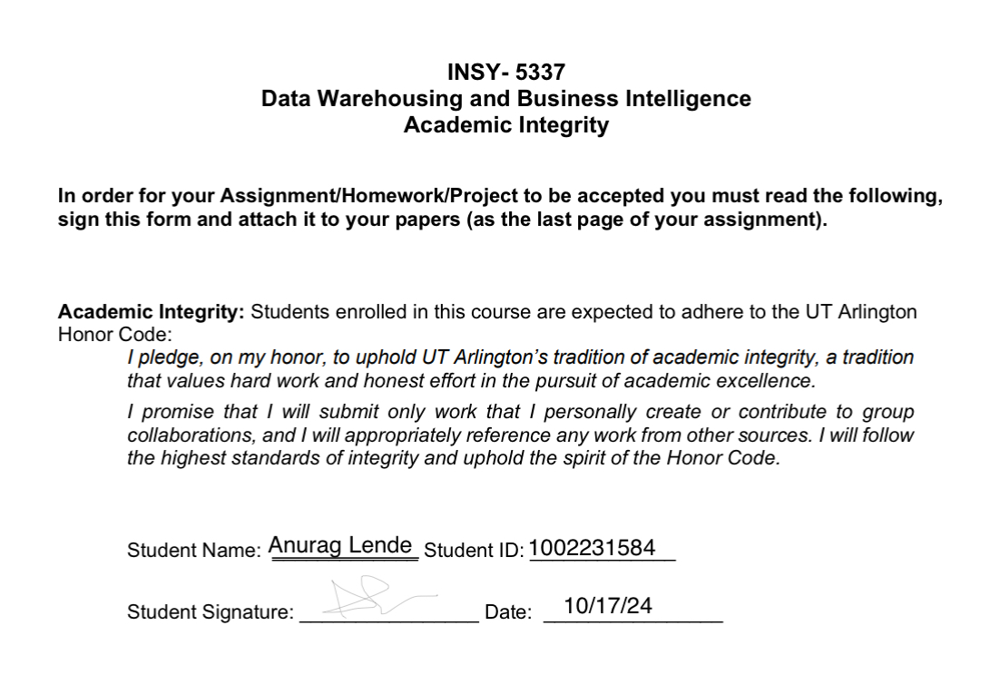 INSY- 5337
Data Warehousing and Business Intelligence
Academic Integrity
In order for your Assignment/Homework/Project to be accepted you must read the following,
sign this form and attach it to your papers (as the last page of your assignment).
Academic Integrity: Students enrolled in this course are expected to adhere to the UT Arlington
Honor Code:
I pledge, on my honor, to uphold UT Arlington’s tradition of academic integrity, a tradition
that values hard work and honest effort in the pursuit of academic excellence.
I promise that I will submit only work that I personally create or contribute to group
collaborations, and I will appropriately reference any work from other sources. I will follow
the highest standards of integrity and uphold the spirit of the Honor Code.
Student Name: Anurag Lende Student ID: 1002231584
Student Signature: Date: 10/17/24